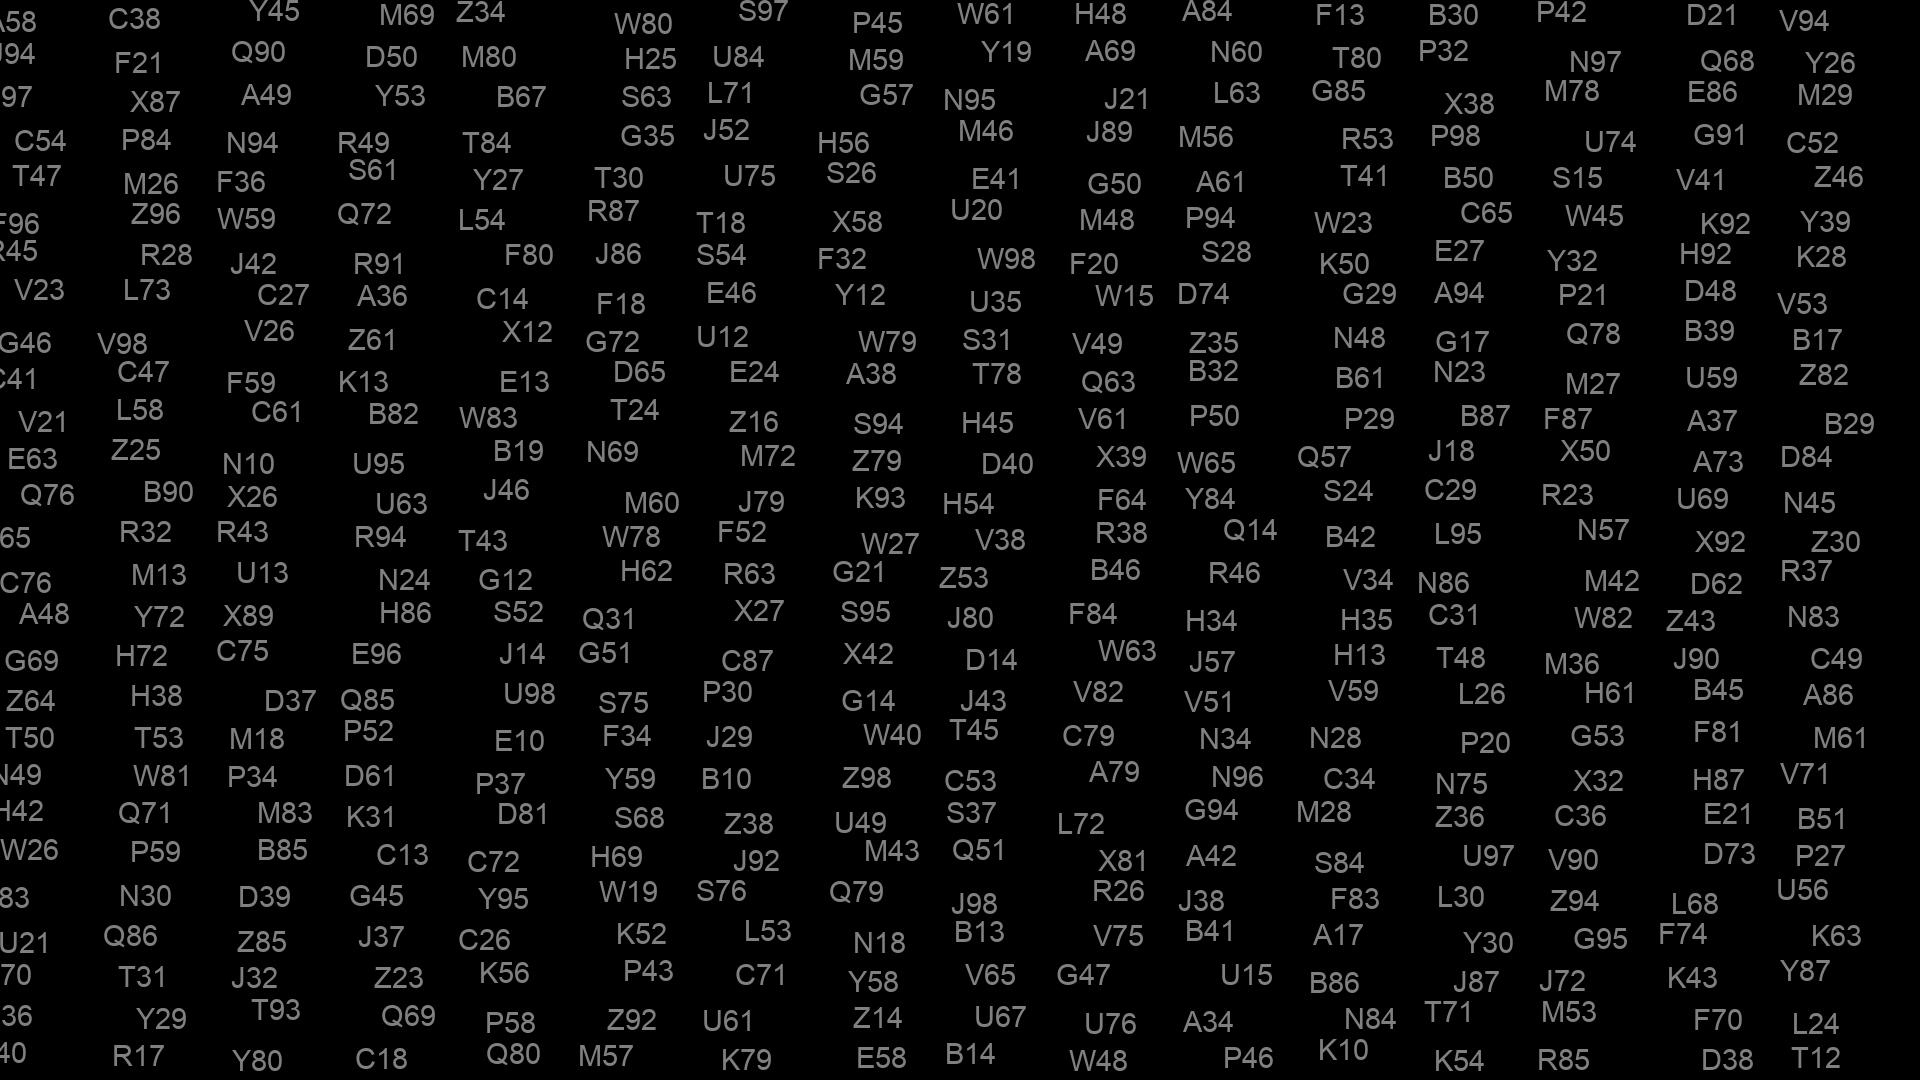 A58 C38 Y45 M69 Z34 W80 S97 P45 W61 H48 A84 F13 B30 P42 D21 V94
94 F21 Q90 D50 M80 H25 U84 M59 Y19 A69 N60 T80 P32 N97 Q68 Y26
97 X87 A49 Y53 B67 S63 L71 G57 N95 J21 L63 G85 X38 M78 E86 M29
C54 P84 N94 R49 T84 G35 J52 H56 M46 J89 M56 R53 P98 U74 G91 C52
T47 M26 F36 S61 Y27 T30 U75 S26 E41 G50 A61 T41 B50 S15 V41 Z46
F96 Z96 W59 Q72 L54 R87 T18 X58 U20 M48 P94 W23 C65 W45 K92 Y39
R45 R28 J42 R91 F80 J86 S54 F32 W98 F20 S28 K50 E27 Y32 H92 K28
V23 L73 C27 A36 C14 F18 E46 Y12 U35 W15 D74 G29 A94 P21 D48 V53
G46 V98 V26 Z61 X12 G72 U12 W79 S31 V49 Z35 N48 G17 Q78 B39 B17
C41 C47 F59 K13 E13 D65 E24 A38 T78 Q63 B32 B61 N23 M27 U59 Z82
V21 L58 C61 B82 W83 T24 Z16 S94 H45 V61 P50 P29 B87 F87 A37 B29
E63 Z25 N10 U95 B19 N69 M72 Z79 D40 X39 W65 Q57 J18 X50 A73 D84
Q76 B90 X26 U63 J46 M60 J79 K93 H54 F64 Y84 S24 C29 R23 U69 N45
65 R32 R43 R94 T43 W78 F52 W27 V38 R38 Q14 B42 L95 N57 X92 Z30
C76 M13 U13 N24 G12 H62 R63 G21 Z53 B46 R46 V34 N86 M42 D62 R37
A48 Y72 X89 H86 S52 Q31 X27 S95 J80 F84 H34 H35 C31 W82 Z43 N83
G69 H72 C75 E96 J14 G51 C87 X42 D14 W63 J57 H13 T48 M36 J90 C49
Z64 H38 D37 Q85 U98 S75 P30 G14 J43 V82 V51 V59 L26 H61 B45 A86
T50 T53 M18 P52 E10 F34 J29 W40 T45 C79 N34 N28 P20 G53 F81 M61
N49 W81 P34 D61 P37 Y59 B10 Z98 C53 A79 N96 C34 N75 X32 H87 V71
H42 Q71 M83 K31 D81 S68 Z38 U49 S37 L72 G94 M28 Z36 C36 E21 B51
W26 P59 B85 C13 C72 H69 J92 M43 Q51 X81 A42 S84 U97 V90 D73 P27
83 N30 D39 G45 Y95 W19 S76 Q79 J98 R26 J38 F83 L30 Z94 L68 U56
U21 Q86 Z85 J37 C26 K52 L53 N18 B13 V75 B41 A17 Y30 G95 F74 K63
70 T31 J32 Z23 K56 P43 C71 Y58 V65 G47 U15 B86 J87 J72 K43 Y87
36 Y29 T93 Q69 P58 Z92 U61 Z14 U67 U76 A34 N84 T71 M53 F70 L24
40 R17 Y80 C18 Q80 M57 K79 E58 B14 W48 P46 K10 K54 R85 D38 T12